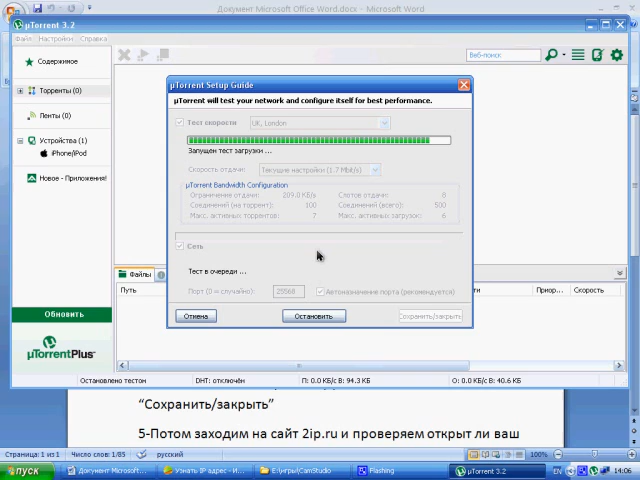 Документ Microsoft Office Word.docx - Microsoft Word
µTorrent 3.2
Файл Настройки Справка
Содержимое
Веб-поиск
Торренты (0)
Ленты (0)
Устройства (1)
iPhone/iPod
Новое - Приложения!
µTorrent Setup Guide
µTorrent will test your network and configure itself for best performance.
Тест скорости UK, London
Запущен тест загрузки ...
Скорость отдачи: Текущие настройки (1.7 Mbit/s)
µTorrent Bandwidth Configuration
Ограничение отдачи: 209.0 КБ/s Слотов отдачи: 8
Соединений (на торрент): 100 Соединений (всего): 500
Макс. активных торрентов: 7 Макс. активных загрузок: 6
Сеть
Тест в очереди ...
Порт (0 = случайно): 25568 Автоназначение порта (рекомендуется)
Отмена Остановить Сохранить/закрыть
Файлы
Путь Приор... Скорость
Обновить
µTorrentPlus
Остановлено тестом DHT: отключён П: 0.0 КБ/с В: 94.3 КБ О: 0.0 КБ/с В: 40.6 КБ
“Сохранить/закрыть”
5-Потом заходим на сайт 2ip.ru и проверяем открыт ли ваш
Страница: 1 из 1 Число слов: 1/85 русский 100%
пуск Документ Microsoft... Узнать IP адрес - И... E:\игры\CamStudio Flashing µTorrent 3.2 EN 14:06